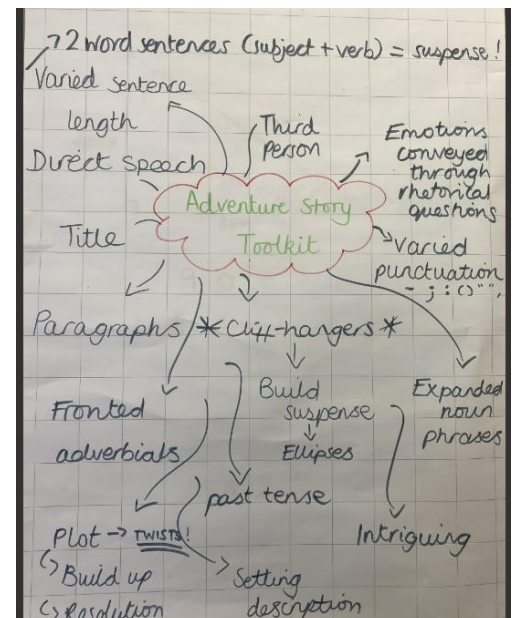 → 2 word sentences (subject + verb) = suspense!
Varied sentence
length
Third
Person
Emotions
conveyed
through
rhetorical
questions
Direct speech
Adventure Story
Toolkit
Title
Varied
punctuation
- ; : () "" ,
Paragraphs
* Cliff-hangers *
Build
suspense
↓
Ellipses
Expanded
noun
phrases
Fronted
adverbials
past tense
Intriguing
Plot → TWISTS!
↳ Build up
↳ Resolution
Setting
description